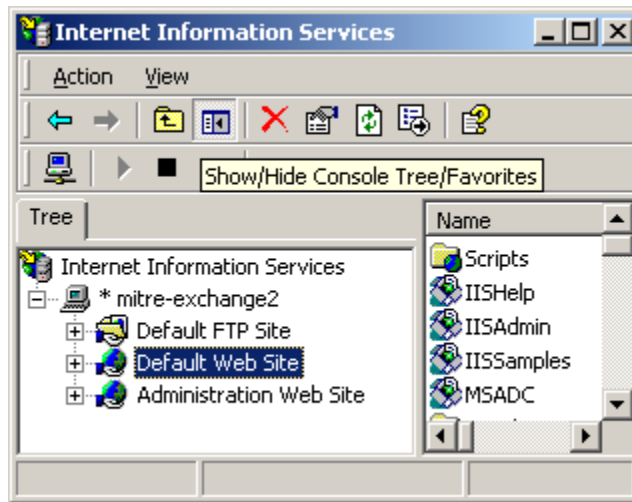 Internet Information Services
Action View
Show/Hide Console Tree/Favorites
Tree
Name
Internet Information Services
* mitre-exchange2
Default FTP Site
Default Web Site
Administration Web Site
Scripts
IISHelp
IISAdmin
IISSamples
MSADC